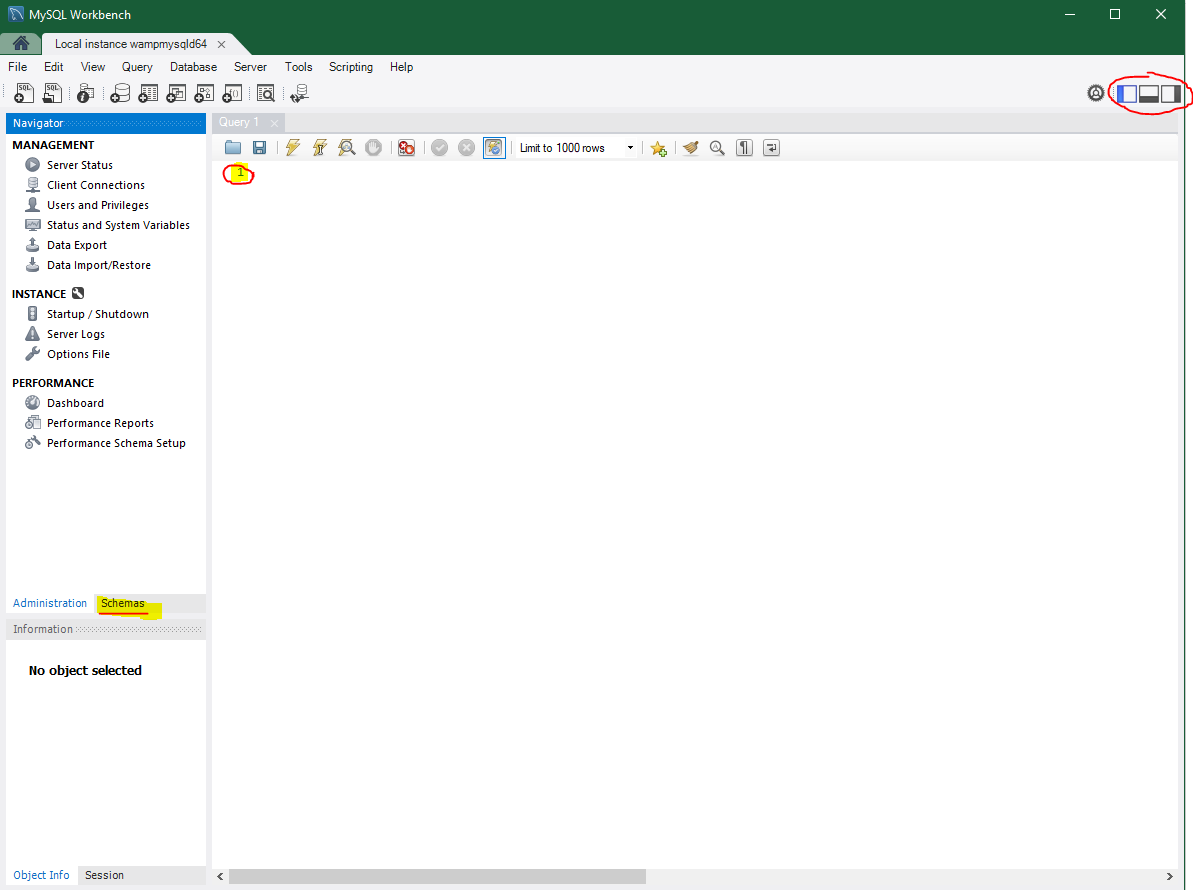 MySQL Workbench
Local instance wampmysqld64
File Edit View Query Database Server Tools Scripting Help
SQL SQL
Navigator
Query 1
MANAGEMENT
Limit to 1000 rows
Server Status
1
Client Connections
Users and Privileges
Status and System Variables
Data Export
Data Import/Restore
INSTANCE
Startup / Shutdown
Server Logs
Options File
PERFORMANCE
Dashboard
Performance Reports
Performance Schema Setup
Administration Schemas
Information
No object selected
Object Info Session